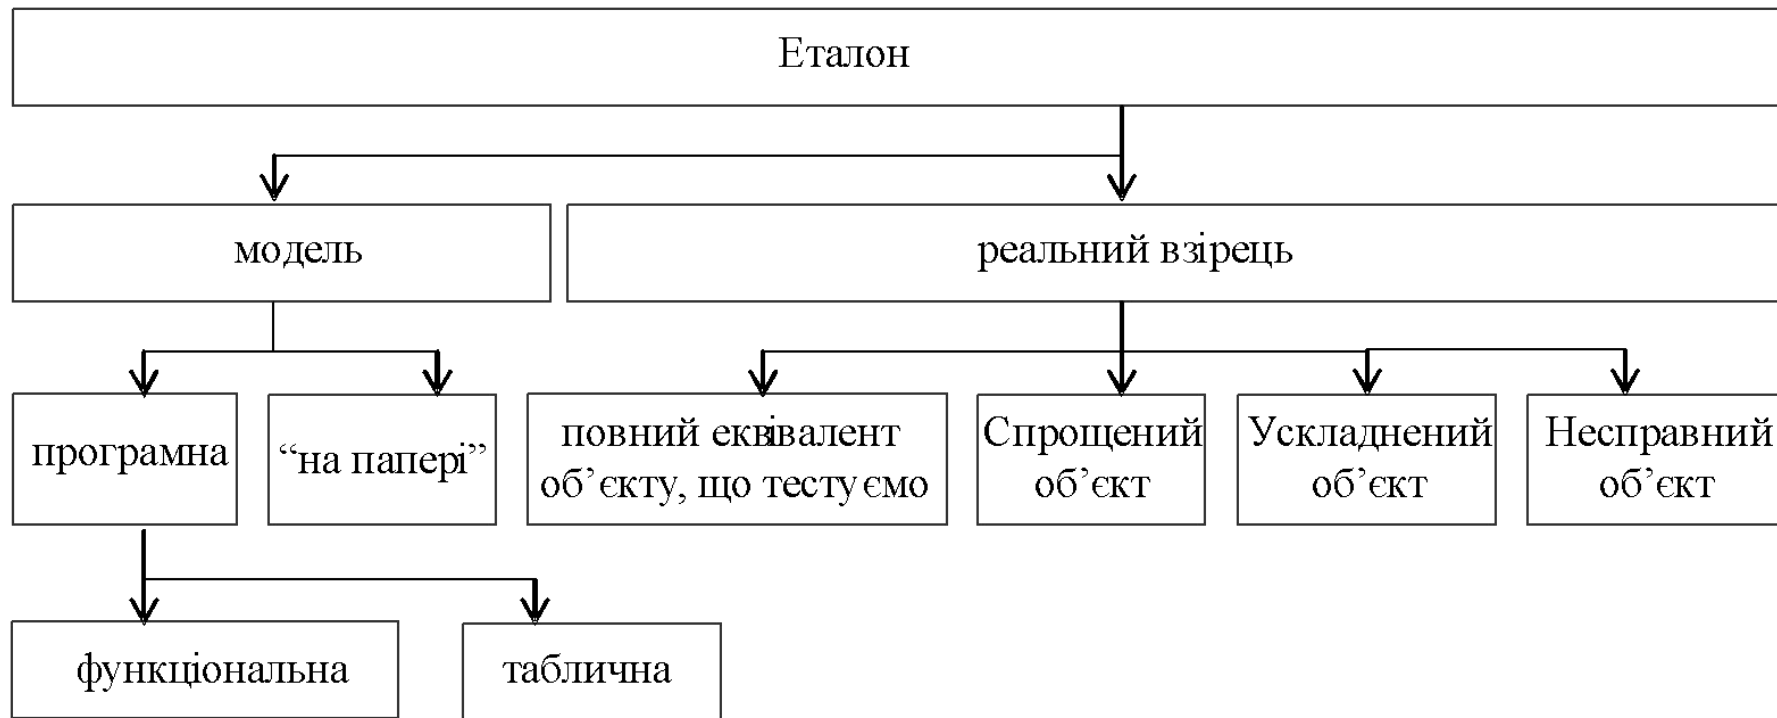 Еталон
модель
реальний взірець
програмна
“на папері”
повний еквівалент
об’єкту, що тестуємо
Спрощений
об’єкт
Ускладнений
об’єкт
Несправний
об’єкт
функціональна
таблична